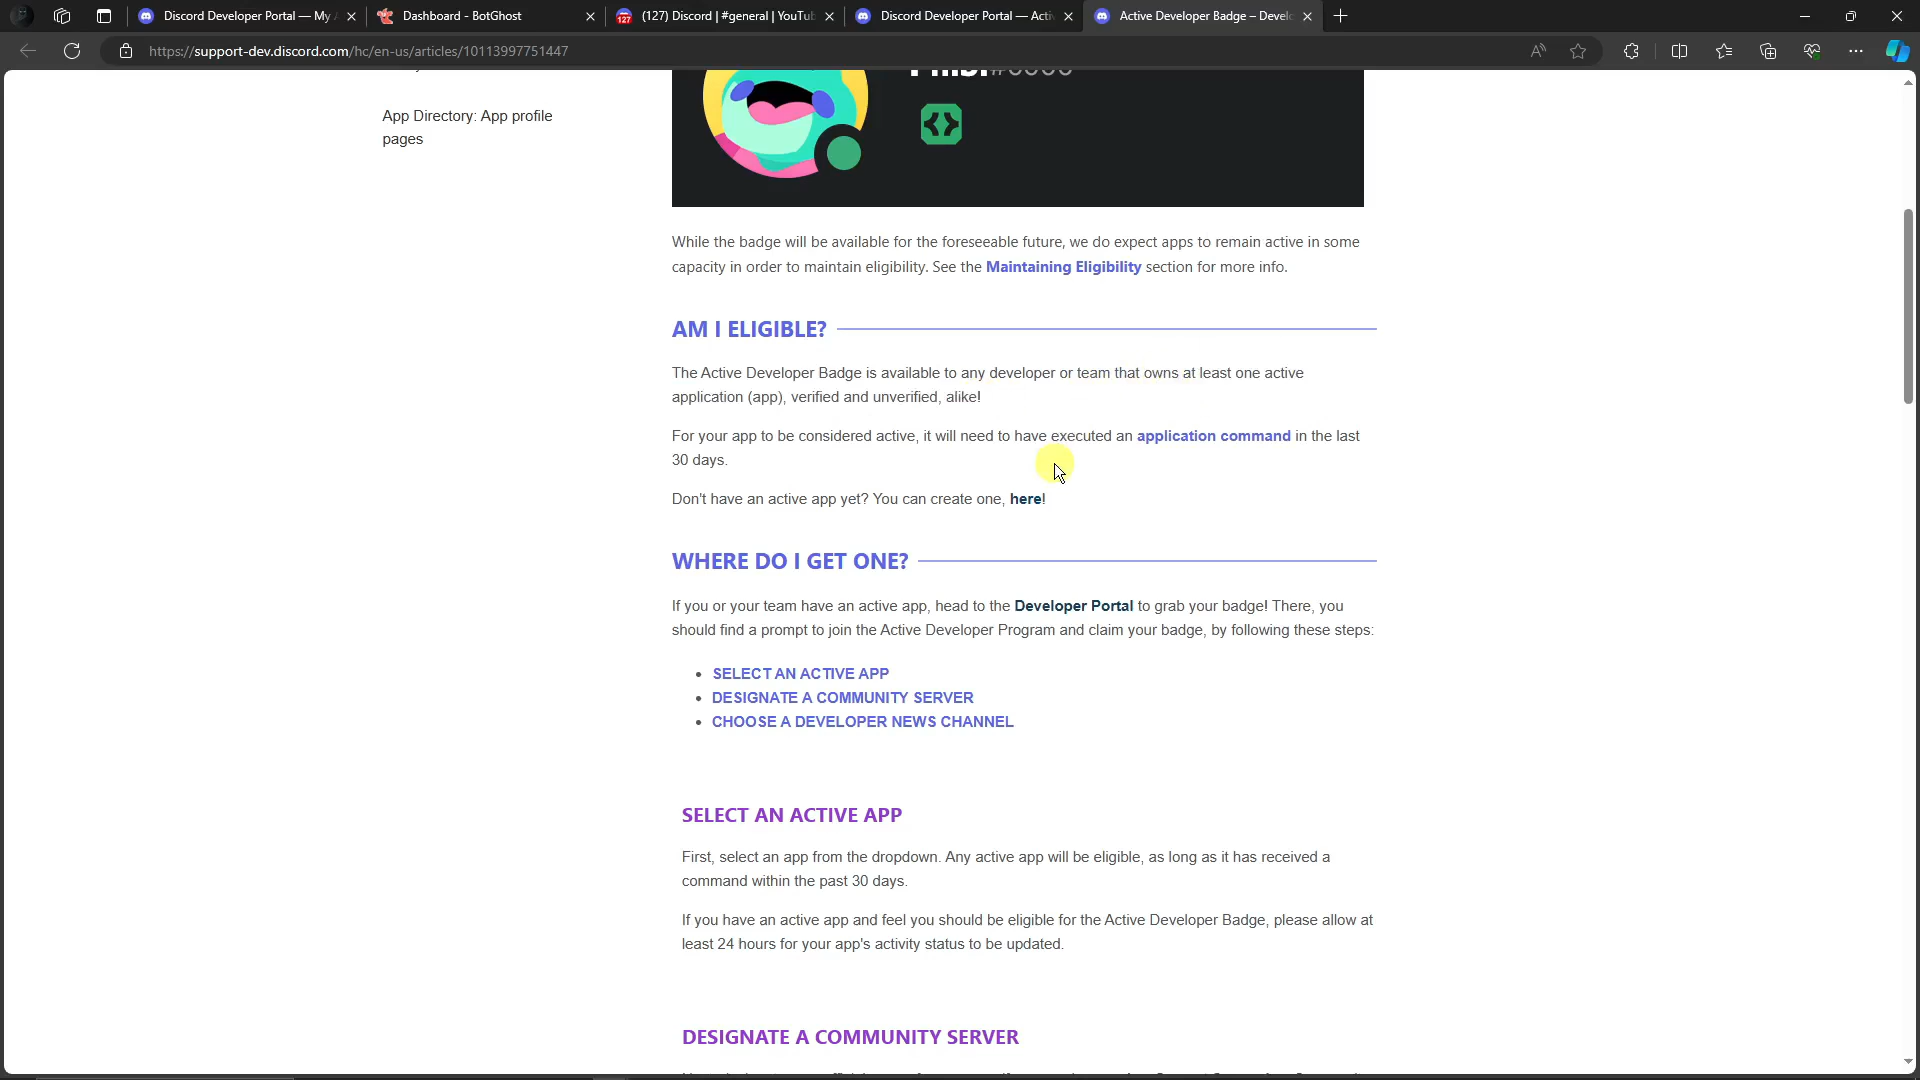 Discord Developer Portal — My A
Dashboard - BotGhost
127
(127) Discord | #general | YouTub
Discord Developer Portal — Activ
Active Developer Badge – Develo
https://support-dev.discord.com/hc/en-us/articles/10113997751447
App Directory: App profile
pages
While the badge will be available for the foreseeable future, we do expect apps to remain active in some
capacity in order to maintain eligibility. See the Maintaining Eligibility section for more info.
AM I ELIGIBLE?
The Active Developer Badge is available to any developer or team that owns at least one active
application (app), verified and unverified, alike!
For your app to be considered active, it will need to have executed an application command in the last
30 days.
Don't have an active app yet? You can create one, here!
WHERE DO I GET ONE?
If you or your team have an active app, head to the Developer Portal to grab your badge! There, you
should find a prompt to join the Active Developer Program and claim your badge, by following these steps:
• SELECT AN ACTIVE APP
• DESIGNATE A COMMUNITY SERVER
• CHOOSE A DEVELOPER NEWS CHANNEL
SELECT AN ACTIVE APP
First, select an app from the dropdown. Any active app will be eligible, as long as it has received a
command within the past 30 days.
If you have an active app and feel you should be eligible for the Active Developer Badge, please allow at
least 24 hours for your app's activity status to be updated.
DESIGNATE A COMMUNITY SERVER